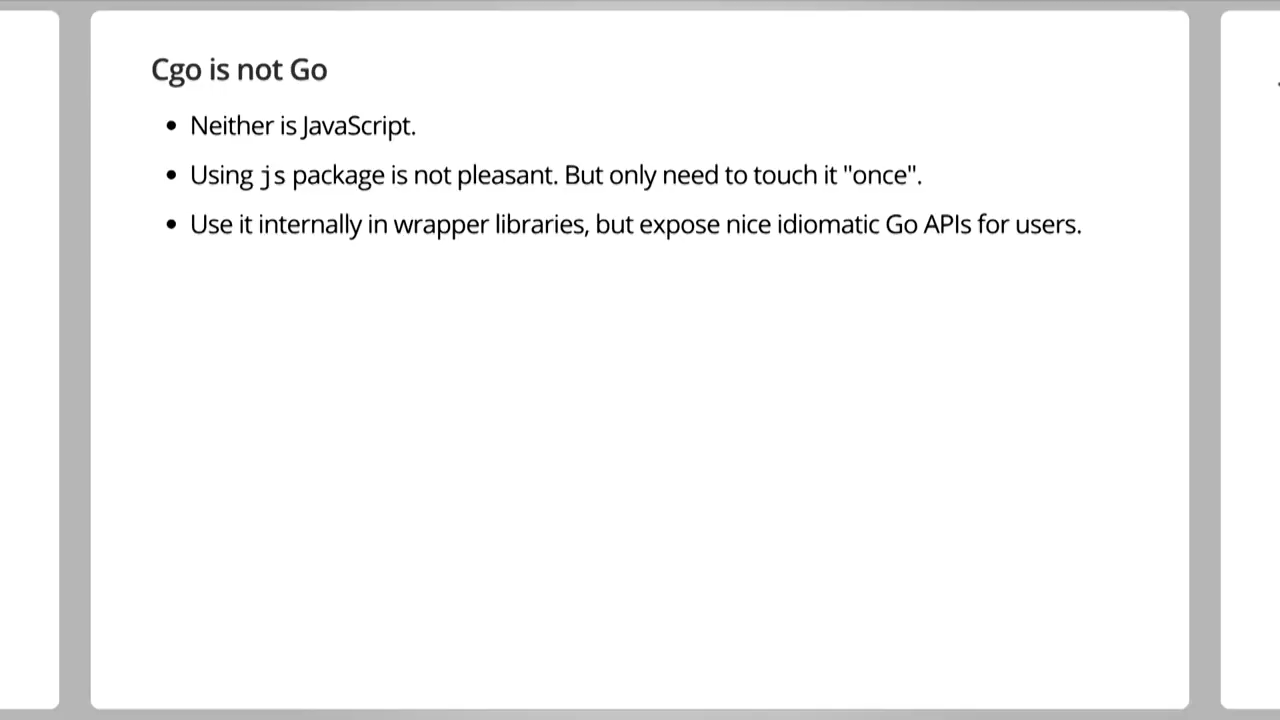 Cgo is not Go
• Neither is JavaScript.
• Using js package is not pleasant. But only need to touch it "once".
• Use it internally in wrapper libraries, but expose nice idiomatic Go APIs for users.